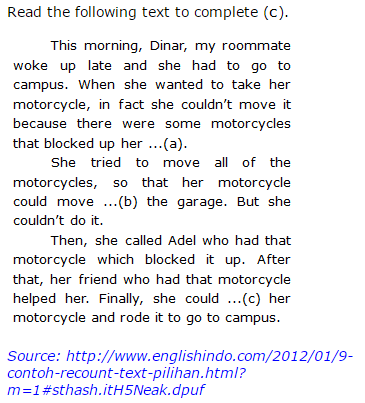 Read the following text to complete (c).
This morning, Dinar, my roommate
woke up late and she had to go to
campus. When she wanted to take her
motorcycle, in fact she couldn't move it
because there were some motorcycles
that blocked up her ...(a).
She tried to move all of the
motorcycles, so that her motorcycle
could move ...(b) the garage. But she
couldn't do it.
Then, she called Adel who had that
motorcycle which blocked it up. After
that, her friend who had that motorcycle
helped her. Finally, she could ...(c) her
motorcycle and rode it to go to campus.
Source: http://www.englishindo.com/2012/01/9-
contoh-recount-text-pilihan.html?
m=1#sthash.itH5Neak.dpuf